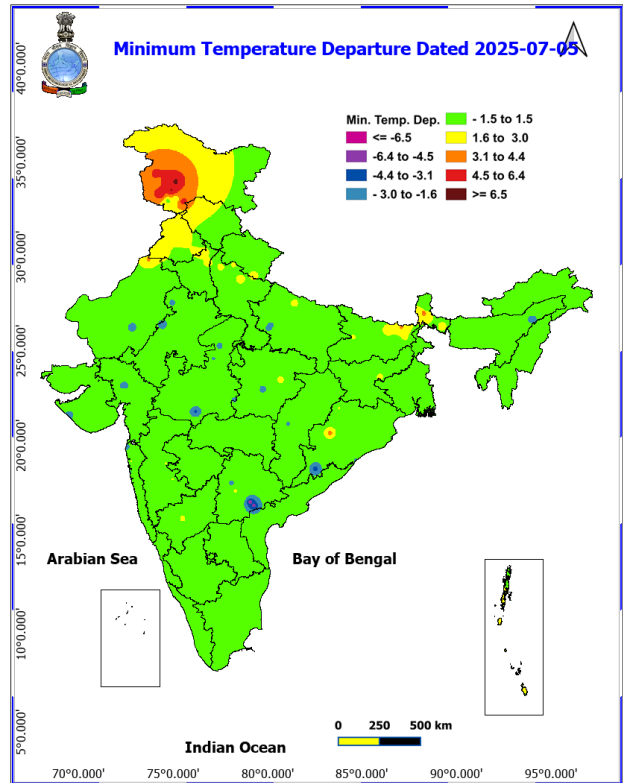 Minimum Temperature Departure Dated 2025-07-05
Min. Temp. Dep.
<= -6.5
-6.4 to -4.5
-4.4 to -3.1
- 3.0 to -1.6
- 1.5 to 1.5
1.6 to 3.0
3.1 to 4.4
4.5 to 6.4
>= 6.5
40°0.000'
35°0.000'
30°0.000'
25°0.000'
20°0.000'
15°0.000'
10°0.000'
5°0.000'
Arabian Sea
Bay of Bengal
Indian Ocean
0 250 500 km
70°0.000' 75°0.000' 80°0.000' 85°0.000' 90°0.000' 95°0.000'